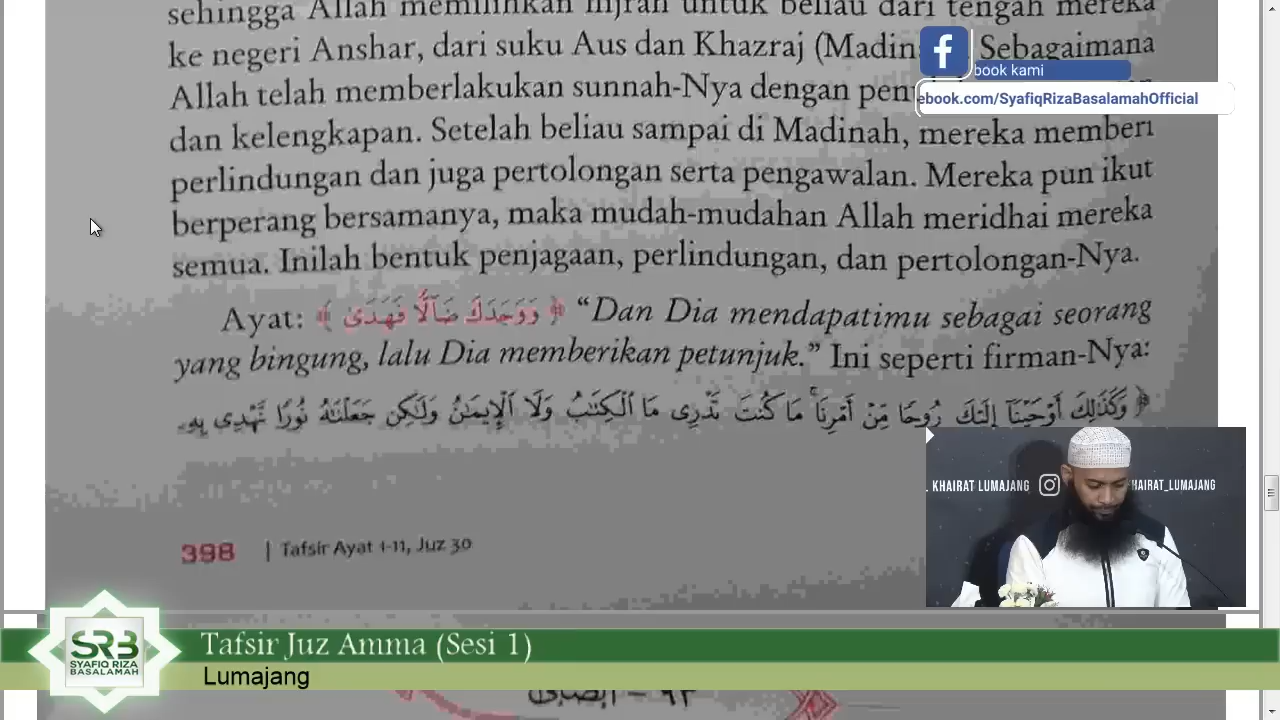 sehingga Allah memilihkan hijrah untuk beliau dari tengah mereka
ke negeri Anshar, dari suku Aus dan Khazraj (Madin Sebagaimana
Allah telah memberlakukan sunnah-Nya dengan
dan kelengkapan. Setelah beliau sampai di Madinah, mereka memberi
perlindungan dan juga pertolongan serta pengawalan. Mereka pun ikut
berperang bersamanya, maka mudah-mudahan Allah meridhai mereka
semua. Inilah bentuk penjagaan, perlindungan, dan pertolongan-Nya.
Ayat: ﴿ وَوَجَدَكَ ضَآلًّا فَهَدَىٰ ﴾ “Dan Dia mendapatimu sebagai seorang
yang bingung, lalu Dia memberikan petunjuk.” Ini seperti firman-Nya:
﴿ وَكَذَٰلِكَ أَوْحَيْنَآ إِلَيْكَ رُوحًا مِّنْ أَمْرِنَا ۚ مَا كُنتَ تَدْرِى مَا ٱلْكِتَٰبُ وَلَا ٱلْإِيمَٰنُ وَلَٰكِن جَعَلْنَٰهُ نُورًا نَّهْدِى بِهِۦ
398 | Tafsir Ayat 1-11, Juz 30
book kami
ebook.com/SyafiqRizaBasalamahOfficial
KHAIRAT LUMAJANG
HAIRAT_LUMAJANG
SRB
SYAFIQ RIZA
BASALAMAH
Tafsir Juz Amma (Sesi 1)
Lumajang
٩٣ - الضحى